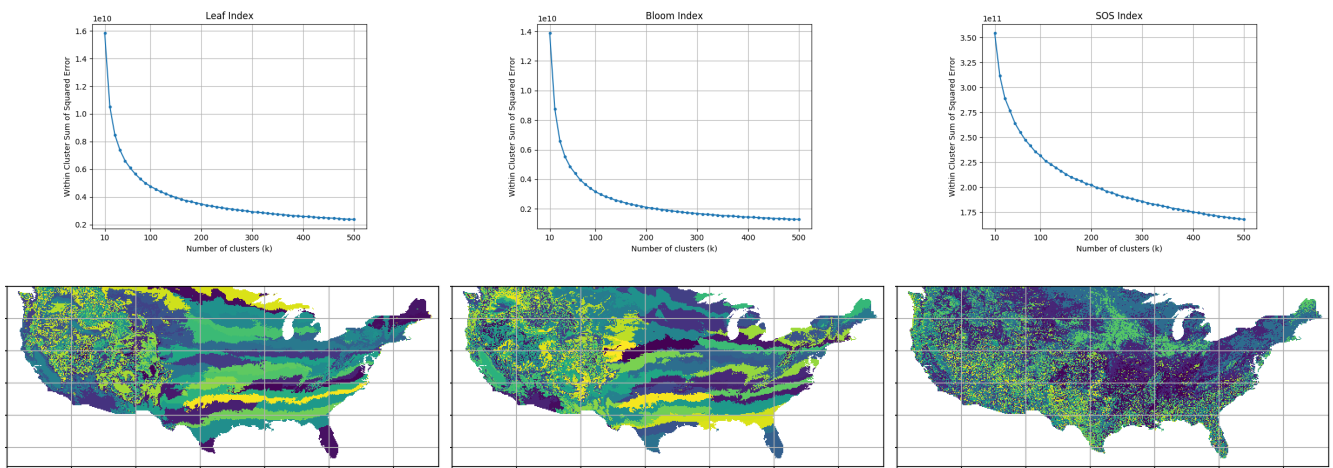 Leaf Index
1e10
Within Cluster Sum of Squared Error
1.6
1.4
1.2
1.0
0.8
0.6
0.4
0.2
10 100 200 300 400 500
Number of clusters (k)
Bloom Index
1e10
Within Cluster Sum of Squared Error
1.4
1.2
1.0
0.8
0.6
0.4
0.2
10 100 200 300 400 500
Number of clusters (k)
SOS Index
1e11
Within Cluster Sum of Squared Error
3.50
3.25
3.00
2.75
2.50
2.25
2.00
1.75
10 100 200 300 400 500
Number of clusters (k)